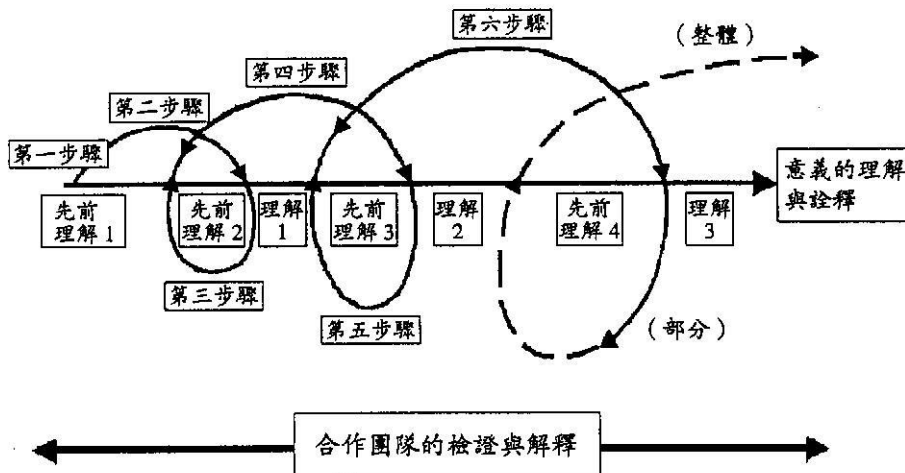 第六步驟
（整體）
第四步驟
第二步驟
第一步驟
意義的理解
與詮釋
先前
理解1
先前
理解2
理解
1
先前
理解3
理解
2
先前
理解4
理解
3
第三步驟
第五步驟
（部分）
合作團隊的檢證與解釋